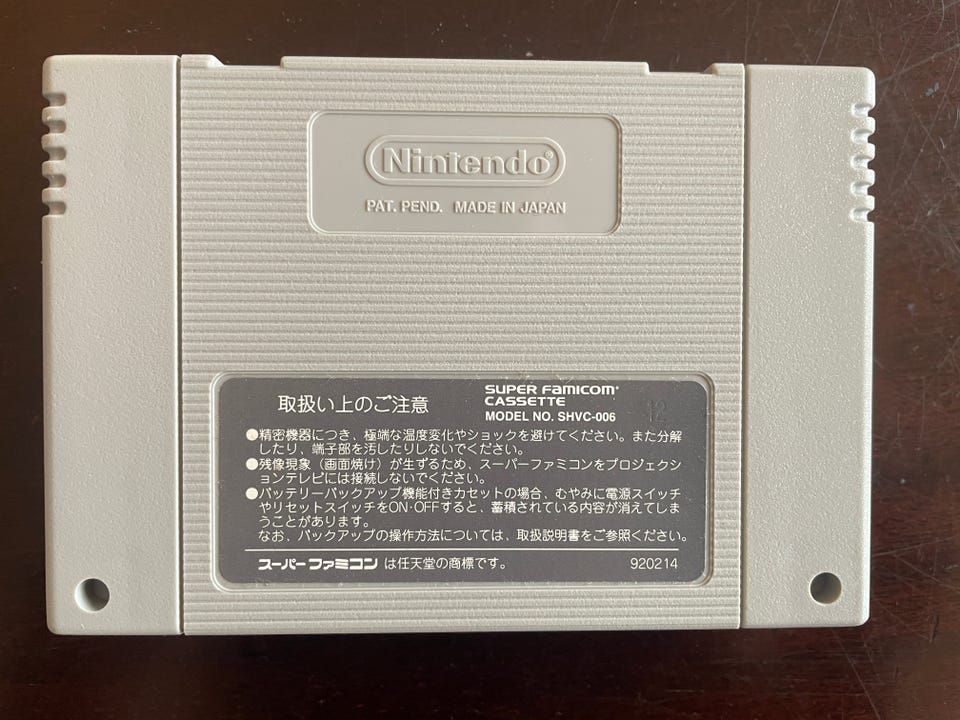 Nintendo®
PAT. PEND. MADE IN JAPAN
取扱い上のご注意
SUPER FAMICOM®
CASSETTE
MODEL NO. SHVC-006
12
●精密機器につき、極端な温度変化やショックを避けてください。また分解
したり、端子部を汚したりしないでください。
●残像現象（画面焼け）が生ずるため、スーパーファミコンをプロジェクシ
ョンテレビには接続しないでください。
●バッテリーバックアップ機能付きカセットの場合、むやみに電源スイッチ
やリセットスイッチをON・OFFすると、蓄積されている内容が消えてしま
うことがあります。
なお、バックアップの操作方法については、取扱説明書をご参照ください。
スーパーファミコンは任天堂の商標です。
920214